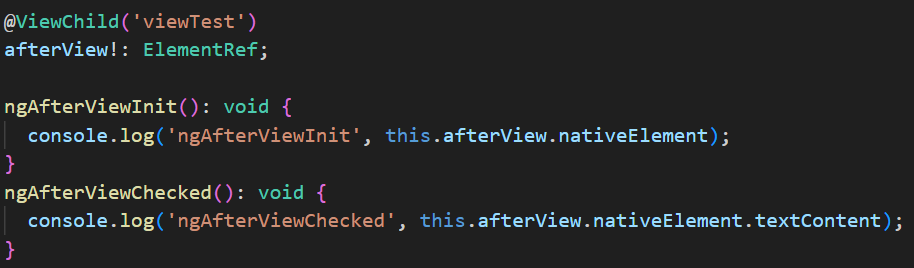 @ViewChild('viewTest')
afterView!: ElementRef;

ngAfterViewInit(): void {
  console.log('ngAfterViewInit', this.afterView.nativeElement);
}
ngAfterViewChecked(): void {
  console.log('ngAfterViewChecked', this.afterView.nativeElement.textContent);
}